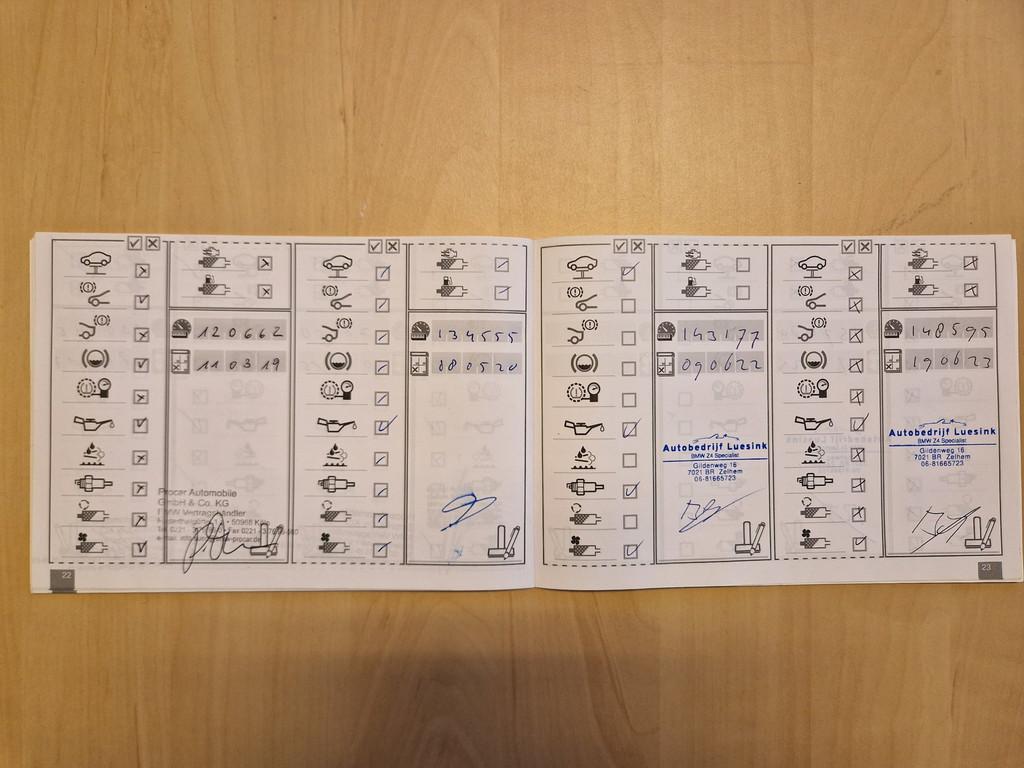 120662
110319
Procar Automobile
GmbH & Co. KG
BMW Vertragshändler
22
134555
080520
143177
090622
Autobedrijf Luesink
BMW Z4 Specialist
Gildenweg 16
7021 BR Zelhem
06-81665723
148595
190623
Autobedrijf Luesink
BMW Z4 Specialist
Gildenweg 16
7021 BR Zelhem
06-81665723
23